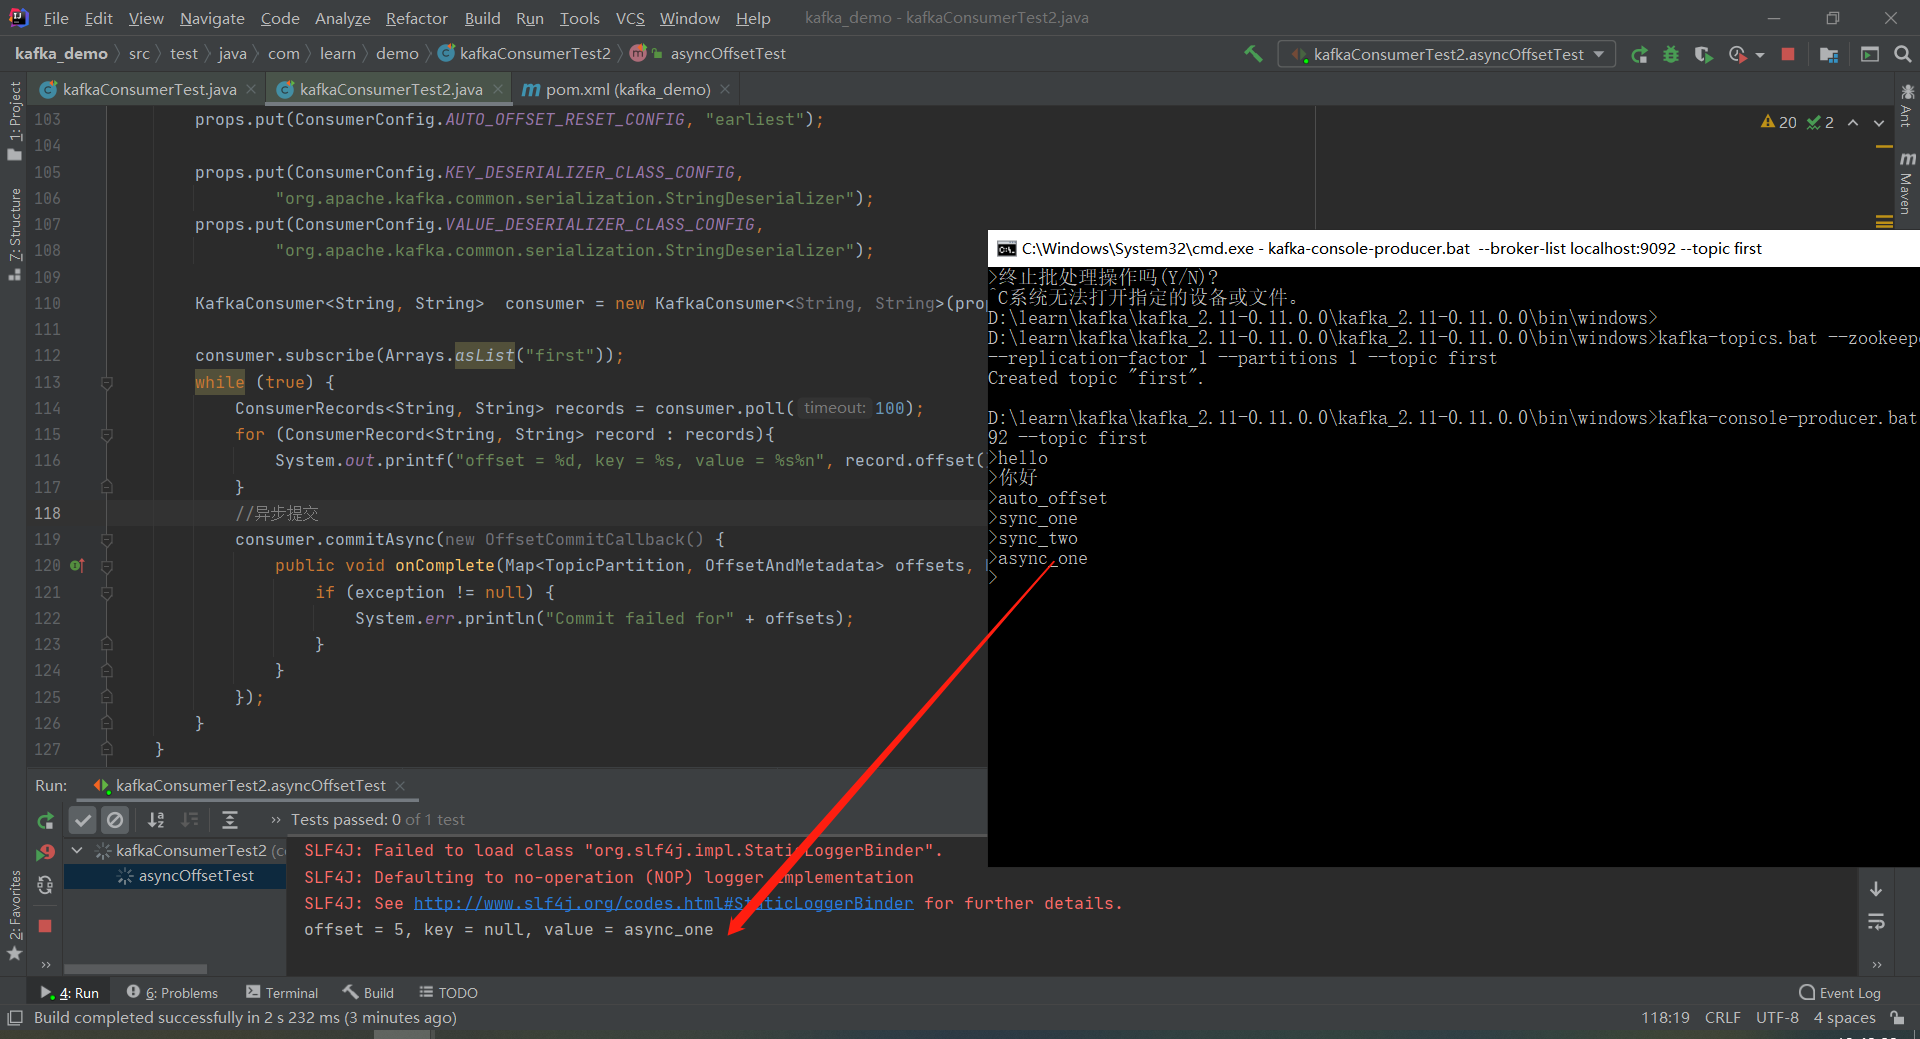 File Edit View Navigate Code Analyze Refactor Build Run Tools VCS Window Help kafka_demo - kafkaConsumerTest2.java
kafka_demo src test java com learn demo kafkaConsumerTest2 asyncOffsetTest kafkaConsumerTest2.asyncOffsetTest
kafkaConsumerTest.java kafkaConsumerTest2.java pom.xml (kafka_demo)
1: Project
7: Structure
2: Favorites
Ant
Maven
20 2
103 props.put(ConsumerConfig.AUTO_OFFSET_RESET_CONFIG, "earliest");
104
105 props.put(ConsumerConfig.KEY_DESERIALIZER_CLASS_CONFIG,
106 "org.apache.kafka.common.serialization.StringDeserializer");
107 props.put(ConsumerConfig.VALUE_DESERIALIZER_CLASS_CONFIG,
108 "org.apache.kafka.common.serialization.StringDeserializer");
109
110 KafkaConsumer<String, String>  consumer = new KafkaConsumer<String, String>(prop
111
112 consumer.subscribe(Arrays.asList("first"));
113 while (true) {
114 ConsumerRecords<String, String> records = consumer.poll( timeout: 100);
115 for (ConsumerRecord<String, String> record : records){
116 System.out.printf("offset = %d, key = %s, value = %s%n", record.offset(
117 }
118 //异步提交
119 consumer.commitAsync(new OffsetCommitCallback() {
120 public void onComplete(Map<TopicPartition, OffsetAndMetadata> offsets,
121 if (exception != null) {
122 System.err.println("Commit failed for" + offsets);
123 }
124 }
125 });
126 }
127 }
C:\Windows\System32\cmd.exe - kafka-console-producer.bat  --broker-list localhost:9092 --topic first
>终止批处理操作吗(Y/N)?
^C系统无法打开指定的设备或文件。
D:\learn\kafka\kafka_2.11-0.11.0.0\kafka_2.11-0.11.0.0\bin\windows>
D:\learn\kafka\kafka_2.11-0.11.0.0\kafka_2.11-0.11.0.0\bin\windows>kafka-topics.bat --zookeepe
--replication-factor 1 --partitions 1 --topic first
Created topic "first".
D:\learn\kafka\kafka_2.11-0.11.0.0\kafka_2.11-0.11.0.0\bin\windows>kafka-console-producer.bat
92 --topic first
>hello
>你好
>auto_offset
>sync_one
>sync_two
>async_one
>
Run: kafkaConsumerTest2.asyncOffsetTest
Tests passed: 0 of 1 test
kafkaConsumerTest2 (c
asyncOffsetTest
SLF4J: Failed to load class "org.slf4j.impl.StaticLoggerBinder".
SLF4J: Defaulting to no-operation (NOP) logger implementation
SLF4J: See http://www.slf4j.org/codes.html#StaticLoggerBinder for further details.
offset = 5, key = null, value = async_one
4: Run 6: Problems Terminal Build TODO Event Log
Build completed successfully in 2 s 232 ms (3 minutes ago) 118:19 CRLF UTF-8 4 spaces